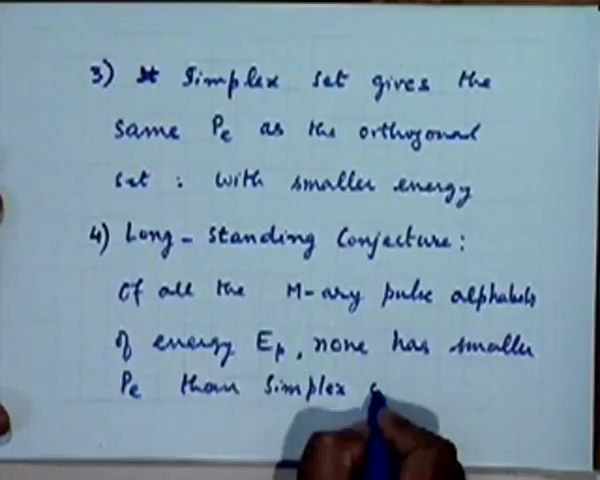 3) Simplex set gives the
same Pe as the orthogonal
set : with smaller energy
4) Long-standing Conjecture:
Of all the M-ary pulse alphabets
of energy Ep, none has smaller
Pe than Simplex